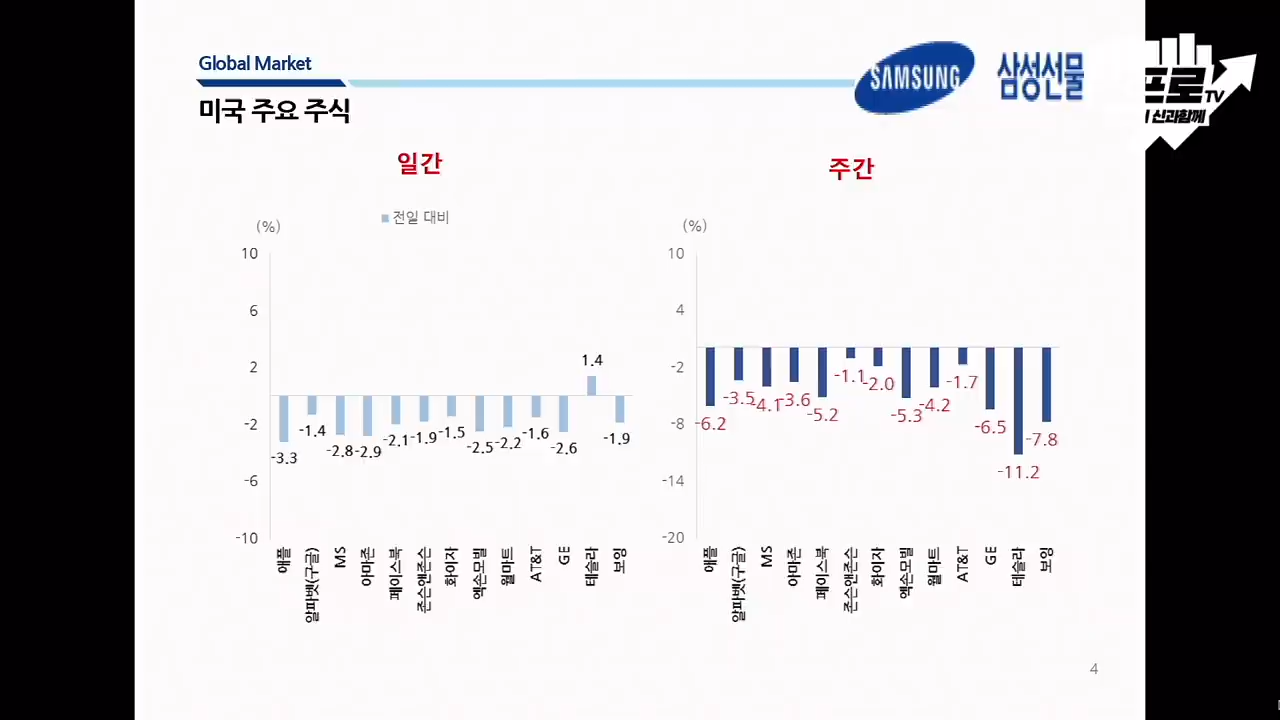 Global Market
SAMSUNG 삼성선물
프로TV
신과함께
미국 주요 주식
일간
주간
전일 대비
(%)
10
6
2
-2
-6
-10
-3.3
-1.4
-2.8
-2.9
-2.1
-1.9
-1.5
-2.5
-2.2
-1.6
-2.6
1.4
-1.9
애플
알파벳(구글)
MS
아마존
페이스북
존슨앤존슨
화이자
엑손모빌
월마트
AT&T
GE
테슬라
보잉
(%)
10
4
-2
-8
-14
-20
-6.2
-3.5
-4.1
-3.6
-5.2
-1.1
-2.0
-5.3
-4.2
-1.7
-6.5
-11.2
-7.8
애플
알파벳(구글)
MS
아마존
페이스북
존슨앤존슨
화이자
엑손모빌
월마트
AT&T
GE
테슬라
보잉
4